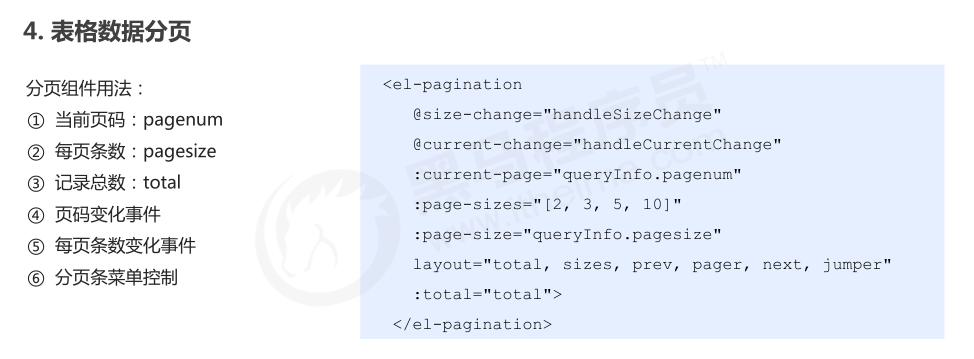 4. 表格数据分页
分页组件用法：
① 当前页码：pagenum
② 每页条数：pagesize
③ 记录总数：total
④ 页码变化事件
⑤ 每页条数变化事件
⑥ 分页条菜单控制
<el-pagination
@size-change="handleSizeChange"
@current-change="handleCurrentChange"
:current-page="queryInfo.pagenum"
:page-sizes="[2, 3, 5, 10]"
:page-size="queryInfo.pagesize"
layout="total, sizes, prev, pager, next, jumper"
:total="total">
</el-pagination>
黑马程序员™
www.itheima.com